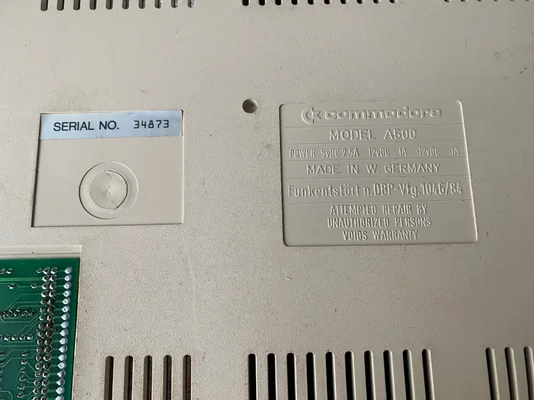 SERIAL NO. 34873
commodore
MODEL A500
POWER 5VDC 2.5A 12VDC 1A -12VDC .1A
MADE IN W. GERMANY
Funkentstört n.DBP-Vfg.1046/84
ATTEMPTED REPAIR BY
UNAUTHORIZED PERSONS
VOIDS WARRANTY